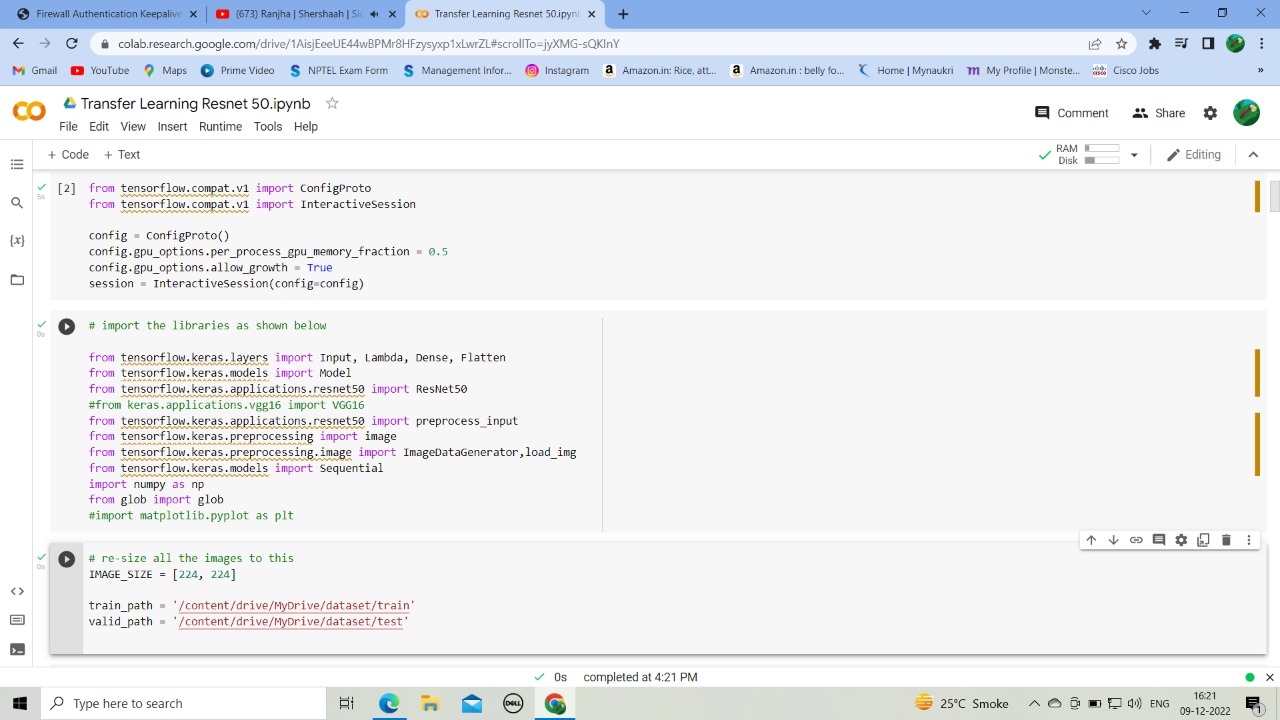 Firewall Authentication Keepalive
(673) Ranjha | Shershaah | Si
Transfer Learning Resnet 50.ipynb
colab.research.google.com/drive/1AisjEeeUE44wBPMr8HFzysyxp1xLwrZL#scrollTo=jyXMG-sQKlnY
Gmail YouTube Maps Prime Video NPTEL Exam Form Management Infor... Instagram Amazon.in: Rice, att... Amazon.in : belly fo... Home | Mynaukri My Profile | Monste... Cisco Jobs »
Transfer Learning Resnet 50.ipynb
Comment Share
File Edit View Insert Runtime Tools Help
+ Code + Text
RAM
Disk
Editing
[2] from tensorflow.compat.v1 import ConfigProto
5s
from tensorflow.compat.v1 import InteractiveSession
config = ConfigProto()
config.gpu_options.per_process_gpu_memory_fraction = 0.5
config.gpu_options.allow_growth = True
session = InteractiveSession(config=config)
# import the libraries as shown below
0s
from tensorflow.keras.layers import Input, Lambda, Dense, Flatten
from tensorflow.keras.models import Model
from tensorflow.keras.applications.resnet50 import ResNet50
#from keras.applications.vgg16 import VGG16
from tensorflow.keras.applications.resnet50 import preprocess_input
from tensorflow.keras.preprocessing import image
from tensorflow.keras.preprocessing.image import ImageDataGenerator,load_img
from tensorflow.keras.models import Sequential
import numpy as np
from glob import glob
#import matplotlib.pyplot as plt
# re-size all the images to this
0s
IMAGE_SIZE = [224, 224]
train_path = '/content/drive/MyDrive/dataset/train'
valid_path = '/content/drive/MyDrive/dataset/test'
0s completed at 4:21 PM
Type here to search
DELL
25°C Smoke
ENG
16:21
09-12-2022
1